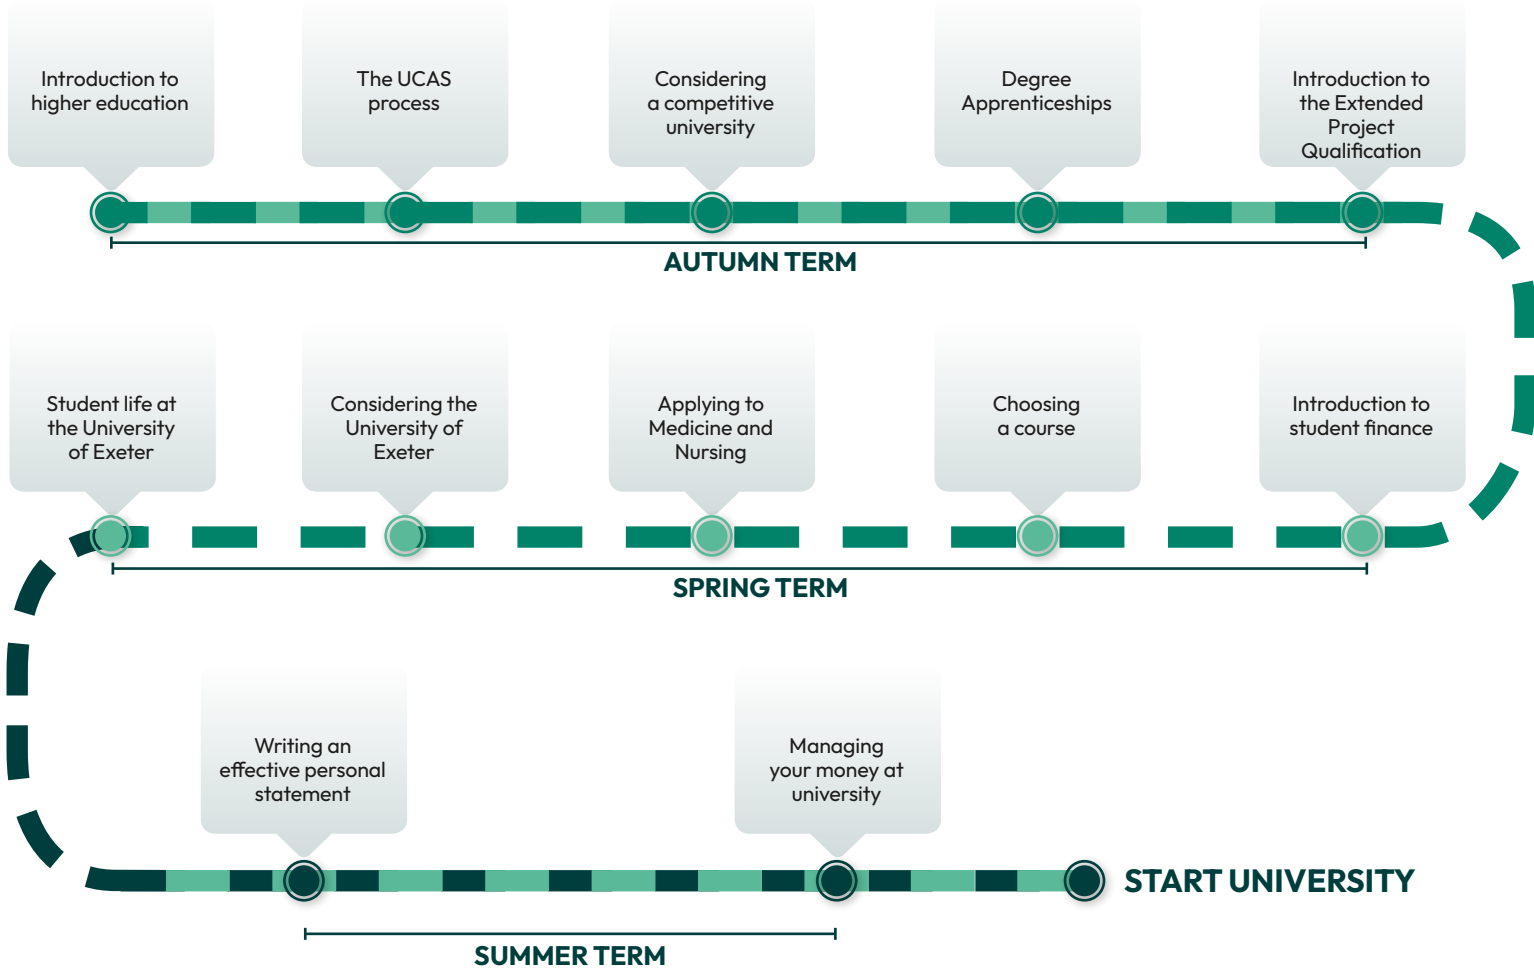 Introduction to
higher education
The UCAS
process
Considering
a competitive
university
Degree
Apprenticeships
Introduction to
the Extended
Project
Qualification
AUTUMN TERM
Student life at
the University
of Exeter
Considering the
University of
Exeter
Applying to
Medicine and
Nursing
Choosing
a course
Introduction to
student finance
SPRING TERM
Writing an
effective personal
statement
Managing
your money at
university
START UNIVERSITY
SUMMER TERM